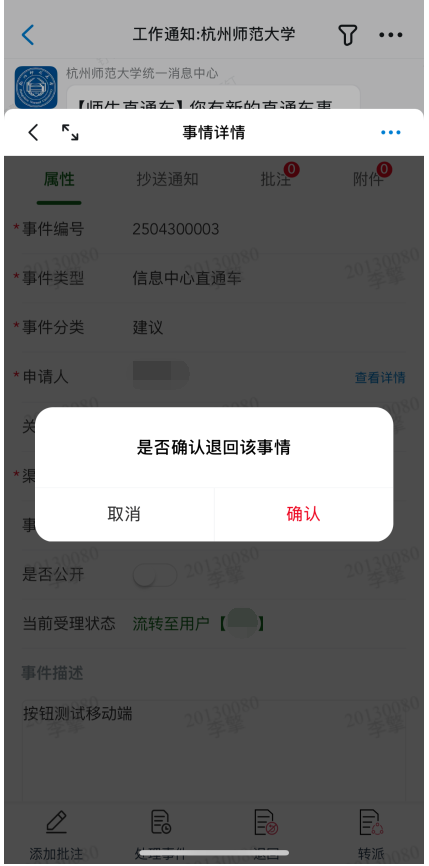 工作通知:杭州师范大学
杭州师范大学统一消息中心
【师生直通车】您有新的直通车事
事情详情
属性 抄送通知 批注 0 附件 0
*事件编号 2504300003
*事件类型 信息中心直通车
*事件分类 建议
*申请人 查看详情
关
是否确认退回该事情
*渠
取消 确认
事
是否公开
当前受理状态 流转至用户【 】
事件描述
按钮测试移动端
添加批注 处理事件 退回 转派
20130080
李擎